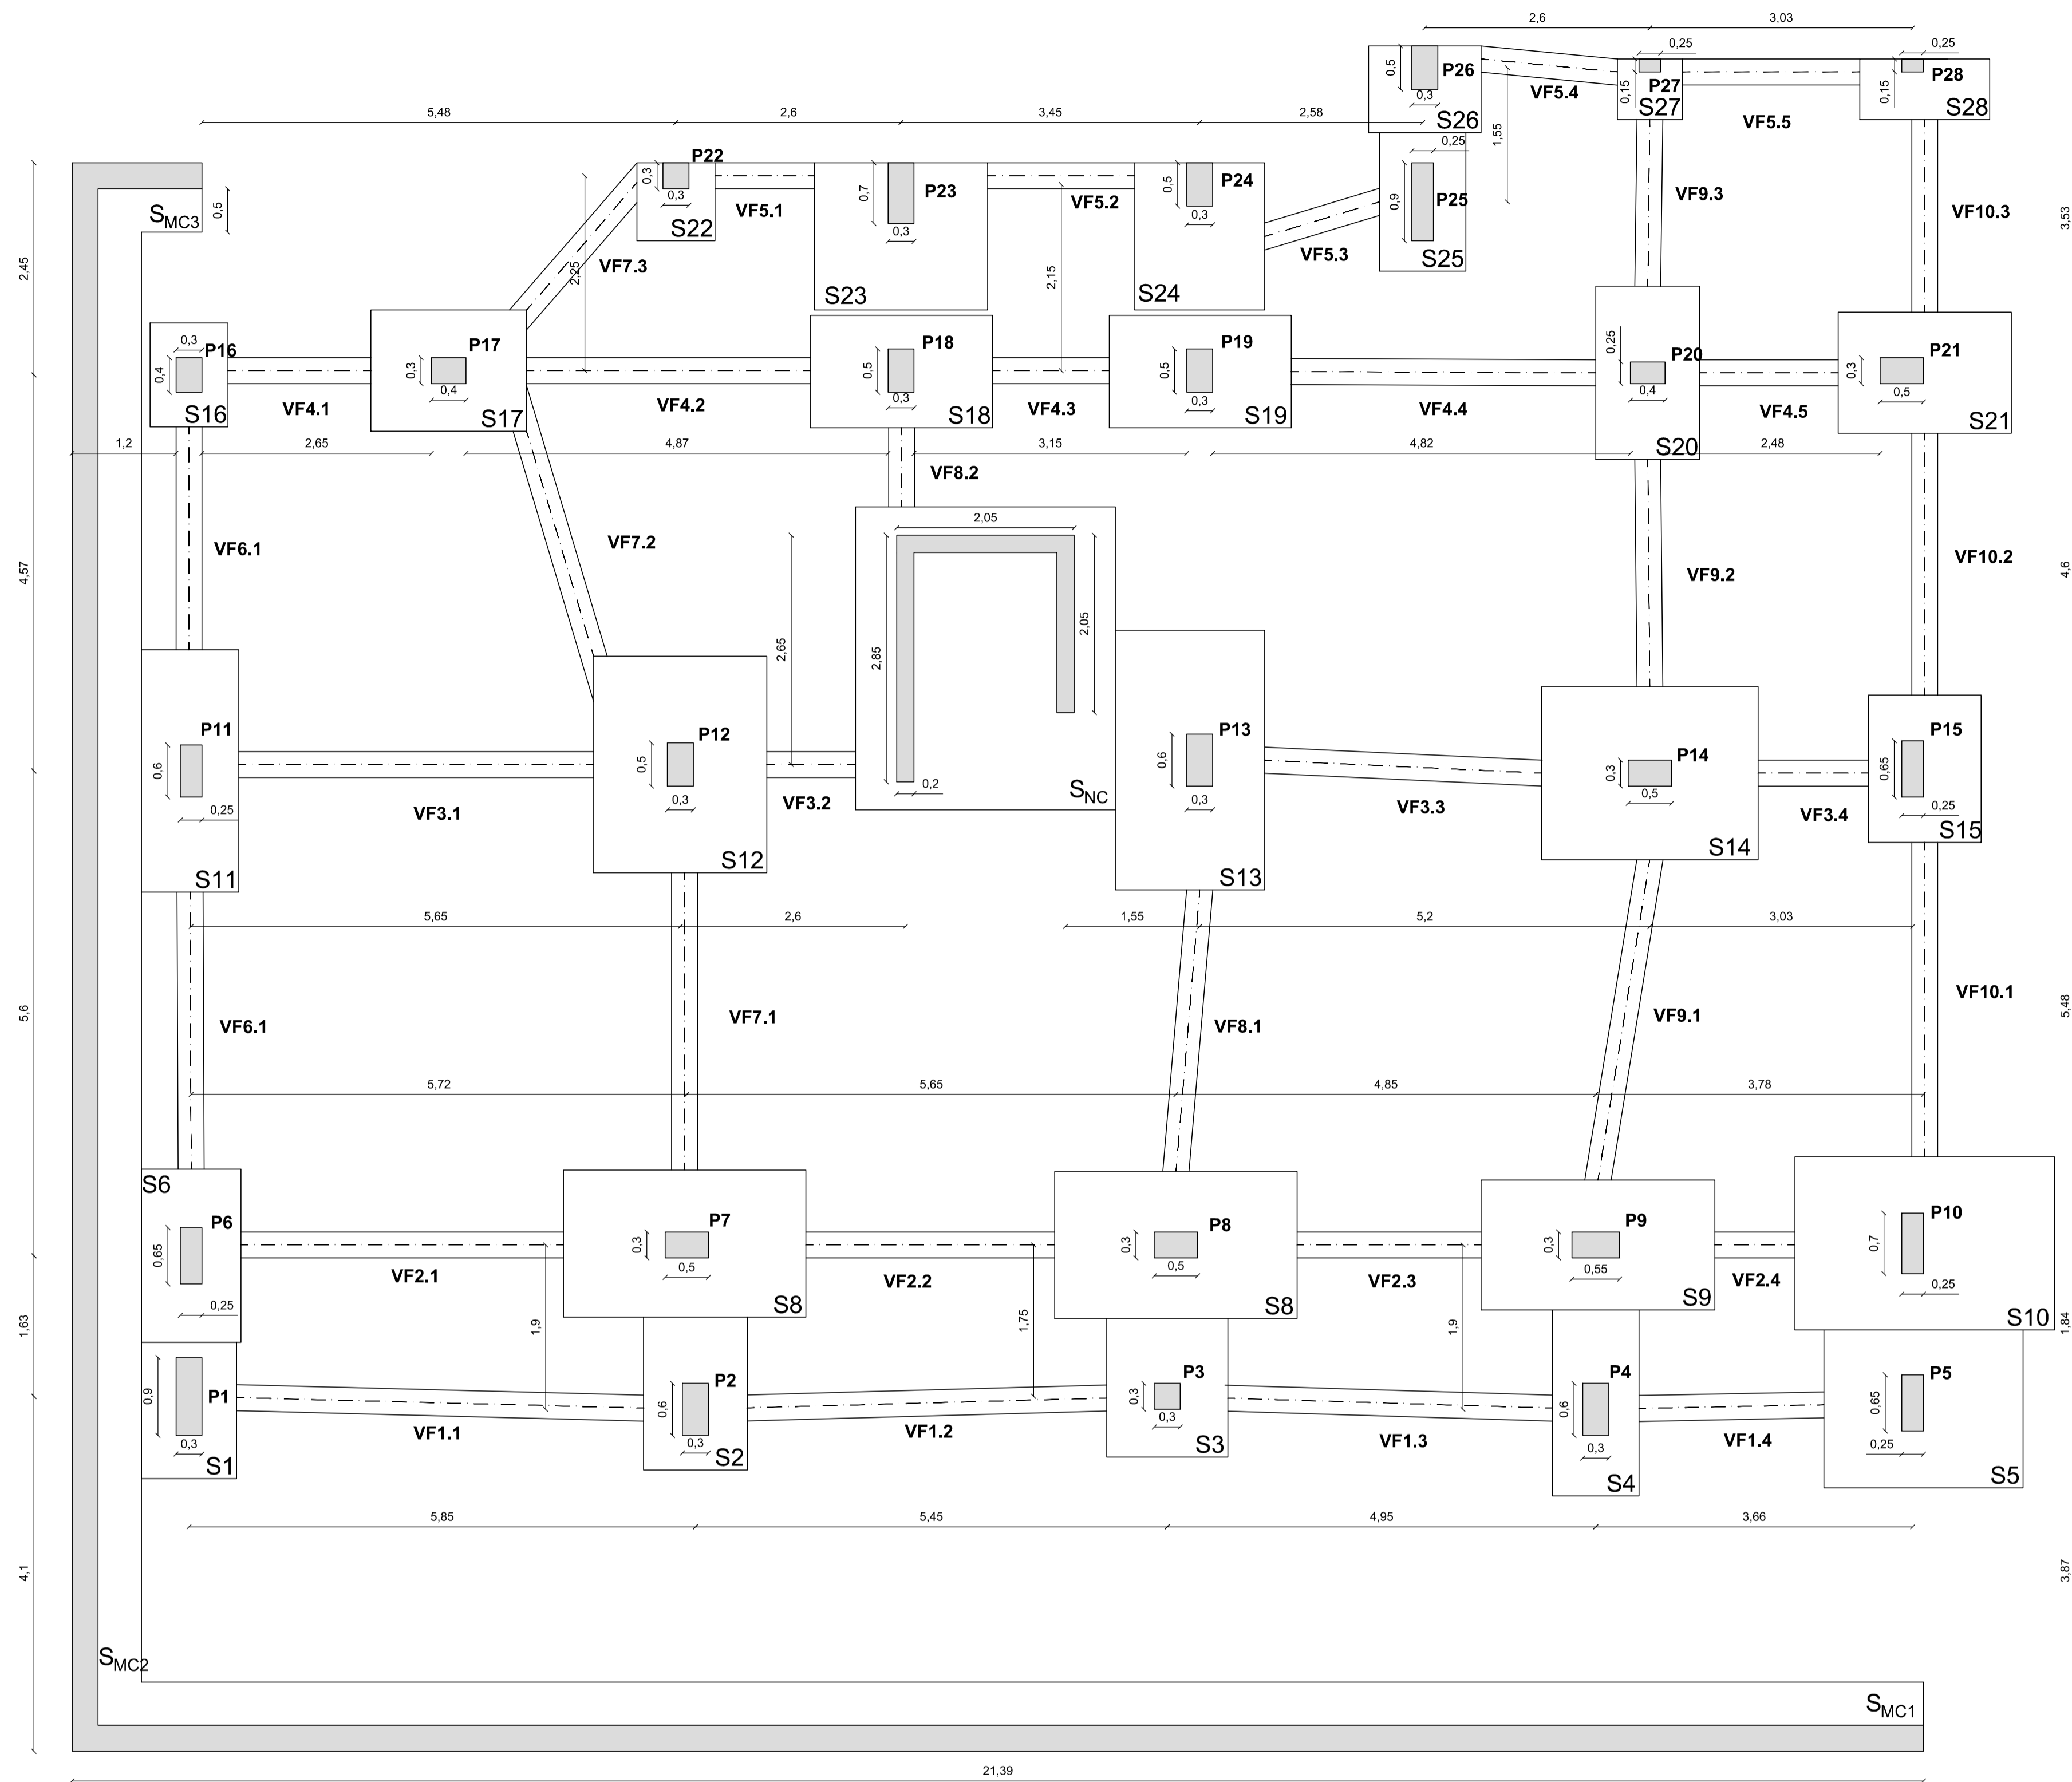 2,6
3,03
0,25
0,25
0,5
P26
P27
P28
0,3
VF5.4
0,15
0,15
S26
S27
S28
VF5.5
5,48
2,6
3,45
2,58
1,55
0,25
P22
0,3
0,3
S22
VF5.1
0,7
P23
0,3
S23
VF5.2
0,5
P24
0,3
S24
0,9
P25
S25
VF5.3
VF9.3
VF10.3
3,53
SMC3
0,5
2,45
VF7.3
2,25
2,15
0,3
P16
0,4
S16
VF4.1
P17
0,3
0,4
S17
VF4.2
P18
0,5
0,3
S18
VF4.3
P19
0,5
0,3
S19
VF4.4
0,25
P20
0,4
S20
VF4.5
P21
0,3
0,5
S21
1,2
2,65
4,87
3,15
4,82
2,48
VF8.2
2,05
VF6.1
VF7.2
4,57
2,65
2,85
2,05
0,2
SNC
VF9.2
VF10.2
4,6
P11
0,6
0,25
S11
VF3.1
P12
0,5
0,3
S12
VF3.2
P13
0,6
0,3
S13
VF3.3
P14
0,3
0,5
S14
VF3.4
P15
0,65
0,25
S15
5,65
2,6
1,55
5,2
3,03
5,6
VF6.1
VF7.1
VF8.1
VF9.1
VF10.1
5,48
5,72
5,65
4,85
3,78
S6
P6
0,65
0,25
VF2.1
P7
0,3
0,5
S8
VF2.2
P8
0,3
0,5
S8
VF2.3
P9
0,3
0,55
S9
VF2.4
P10
0,7
0,25
S10
1,63
1,9
1,75
1,9
1,84
0,9
P1
0,3
S1
VF1.1
P2
0,6
0,3
S2
VF1.2
P3
0,3
0,3
S3
VF1.3
P4
0,6
0,3
S4
VF1.4
P5
0,65
0,25
S5
5,85
5,45
4,95
3,66
4,1
3,87
SMC2
SMC1
21,39